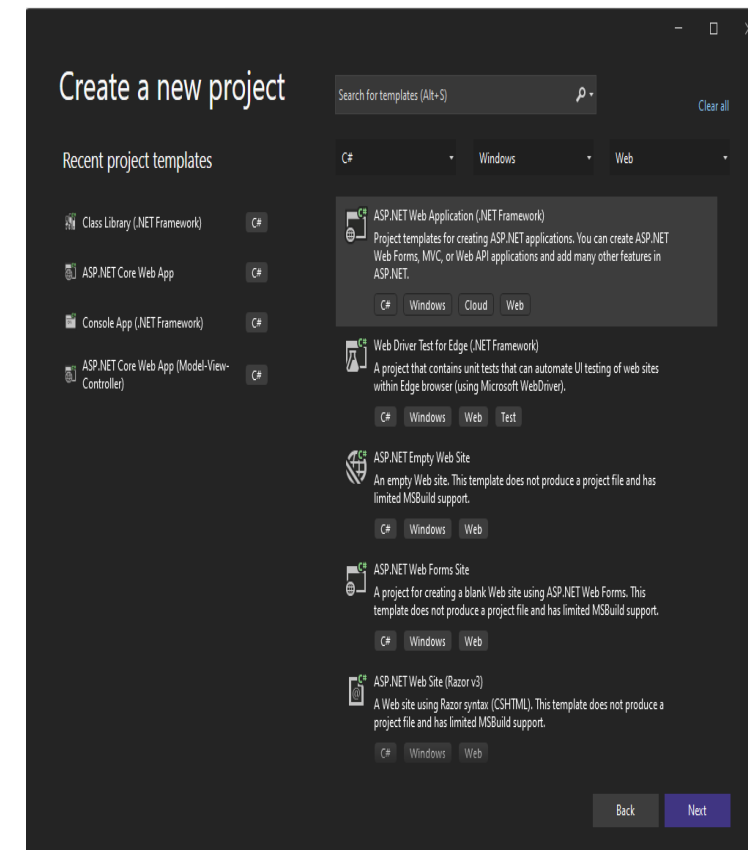 Create a new project
Search for templates (Alt+S)
Clear all
Recent project templates
C#
Windows
Web
Class Library (.NET Framework)
C#
ASP.NET Core Web App
C#
Console App (.NET Framework)
C#
ASP.NET Core Web App (Model-View-
Controller)
C#
C#
ASP.NET Web Application (.NET Framework)
Project templates for creating ASP.NET applications. You can create ASP.NET
Web Forms, MVC, or Web API applications and add many other features in
ASP.NET.
C# Windows Cloud Web
C#
Web Driver Test for Edge (.NET Framework)
A project that contains unit tests that can automate UI testing of web sites
within Edge browser (using Microsoft WebDriver).
C# Windows Web Test
C#
ASP.NET Empty Web Site
An empty Web site. This template does not produce a project file and has
limited MSBuild support.
C# Windows Web
C#
ASP.NET Web Forms Site
A project for creating a blank Web site using ASP.NET Web Forms. This
template does not produce a project file and has limited MSBuild support.
C# Windows Web
C#
@
ASP.NET Web Site (Razor v3)
A Web site using Razor syntax (CSHTML). This template does not produce a
project file and has limited MSBuild support.
C# Windows Web
Back
Next